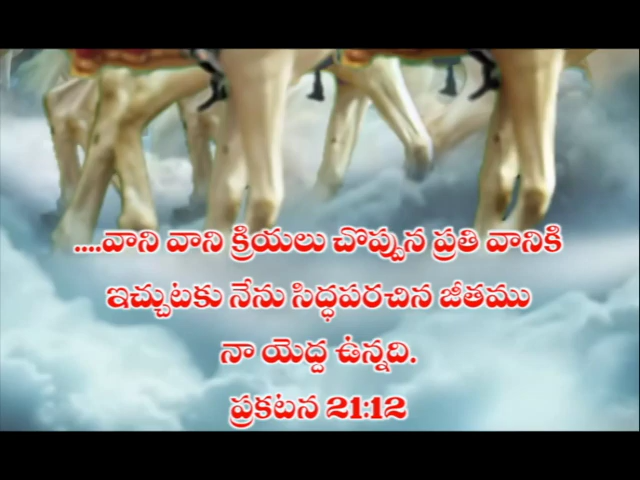 ....వాని వాని క్రియలు చొప్పున ప్రతి వానికి
ఇచ్చుటకు నేను సిద్ధపరచిన జీతము
నా యెద్ద ఉన్నది.
ప్రకటన 21:12